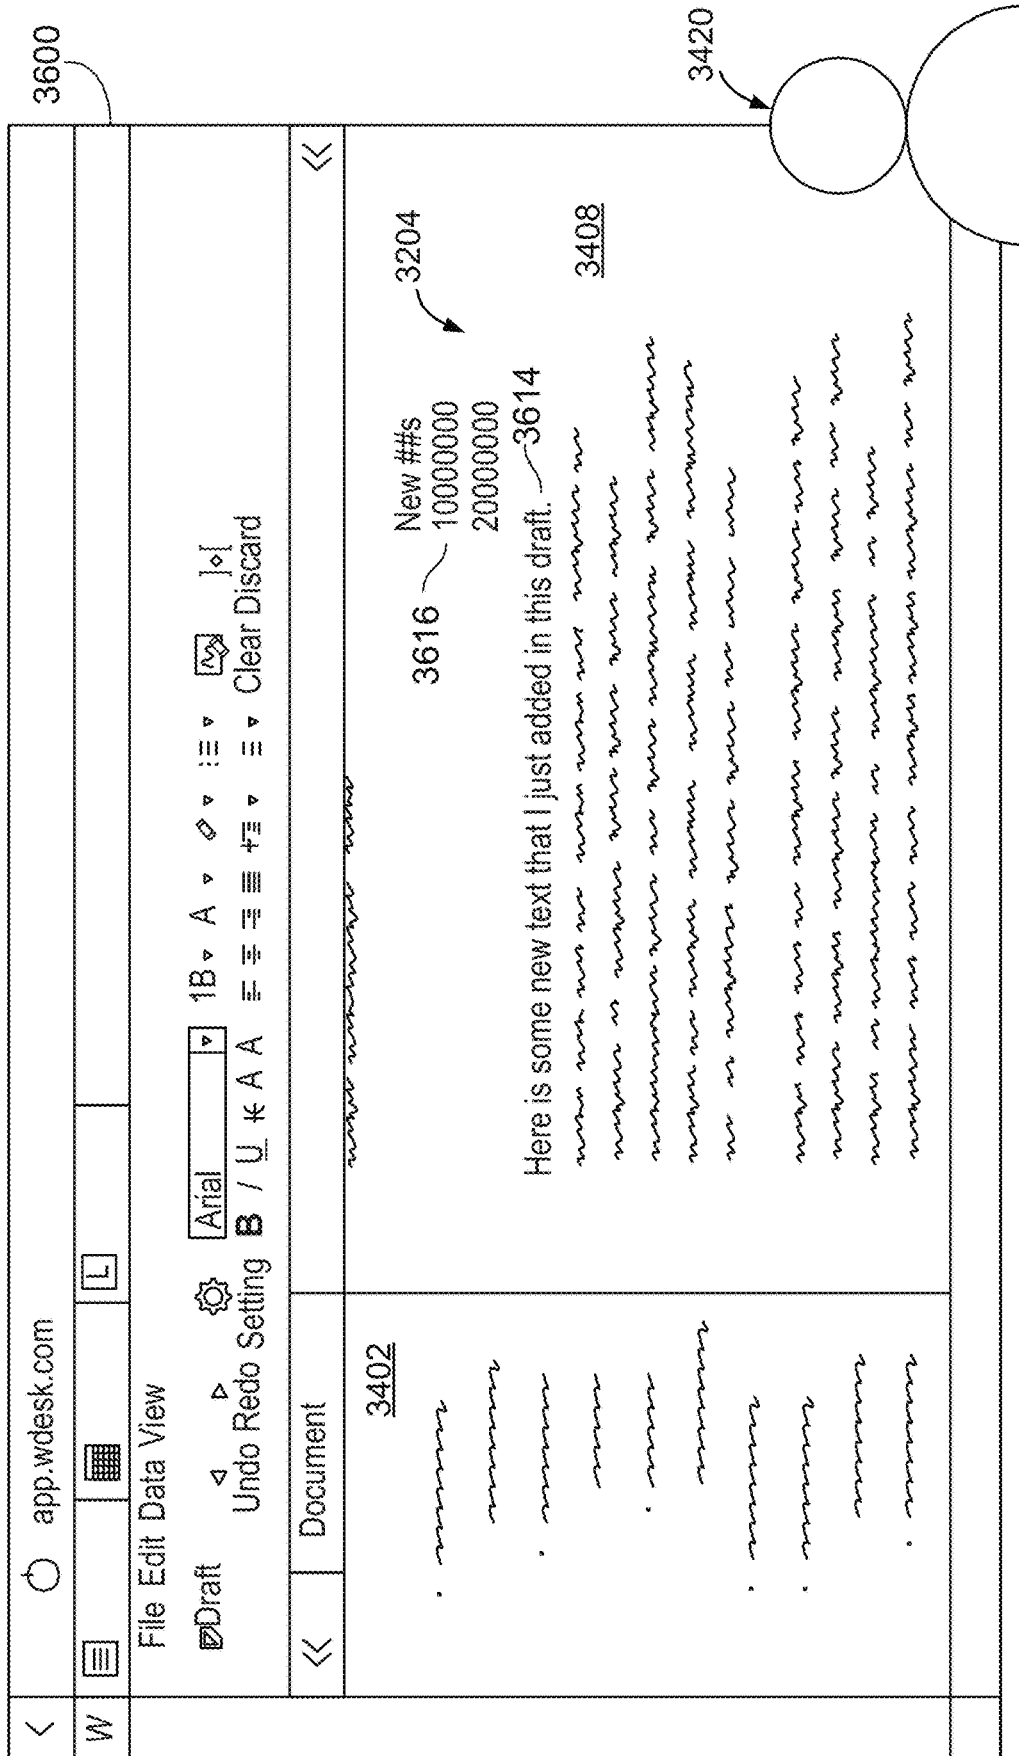 3600
< app.wdesk.com
W L
File Edit Data View
Draft Undo Redo Setting
Arial 1B A
B / U K A A Clear Discard
Document
3402
3616
New ##s
10000000
20000000
3204
Here is some new text that I just added in this draft.
3614
3408
3420